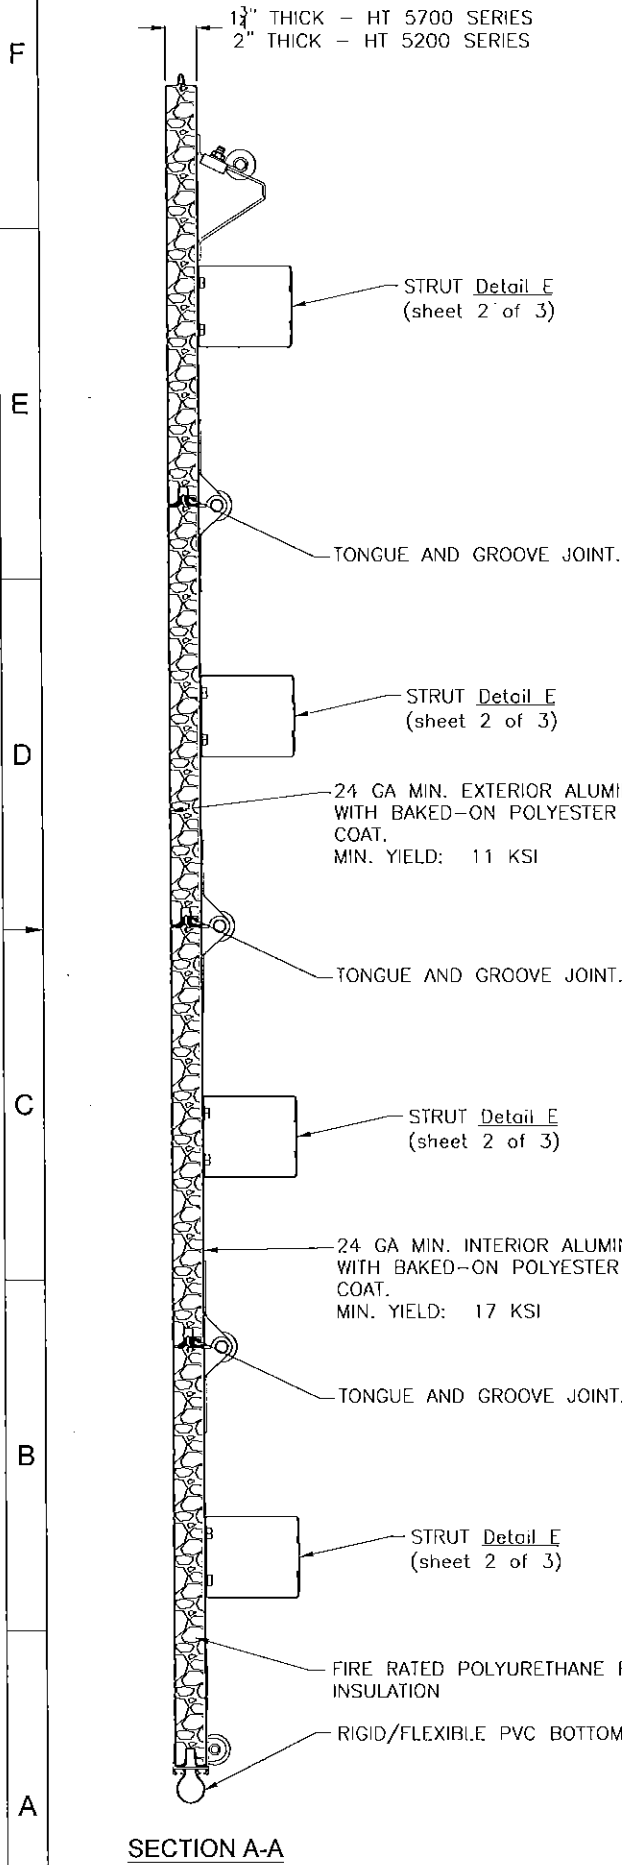 1 3/4" THICK - HT 5700 SERIES
2" THICK - HT 5200 SERIES
F
STRUT Detail E
(sheet 2 of 3)
E
TONGUE AND GROOVE JOINT.
STRUT Detail E
(sheet 2 of 3)
D
24 GA MIN. EXTERIOR ALUMI
WITH BAKED-ON POLYESTER
COAT.
MIN. YIELD: 11 KSI
TONGUE AND GROOVE JOINT.
C
STRUT Detail E
(sheet 2 of 3)
24 GA MIN. INTERIOR ALUMI
WITH BAKED-ON POLYESTER
COAT.
MIN. YIELD: 17 KSI
TONGUE AND GROOVE JOINT.
B
STRUT Detail E
(sheet 2 of 3)
FIRE RATED POLYURETHANE
INSULATION
RIGID/FLEXIBLE PVC BOTTOM
A
SECTION A-A